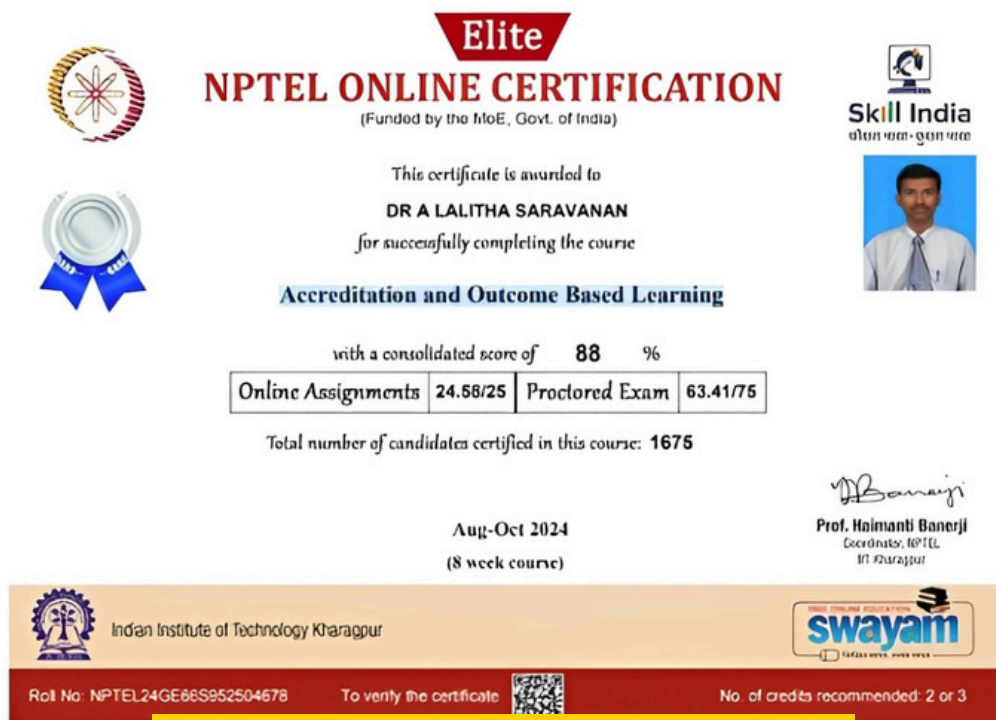 Elite
NPTEL ONLINE CERTIFICATION
(Funded by the MoE, Govt. of India)
Skill India
This certificate is awarded to
DR A LALITHA SARAVANAN
for successfully completing the course
Accreditation and Outcome Based Learning
with a consolidated score of 88 %
Online Assignments 24.58/25 Proctored Exam 63.41/75
Total number of candidates certified in this course: 1675
Aug-Oct 2024
(8 week course)
Prof. Haimanti Banerji
Coordinator, NPTEL
IIT Kharagpur
Indian Institute of Technology Kharagpur
swayam
Roll No: NPTEL24GE66S952504678 To verify the certificate No. of credits recommended: 2 or 3